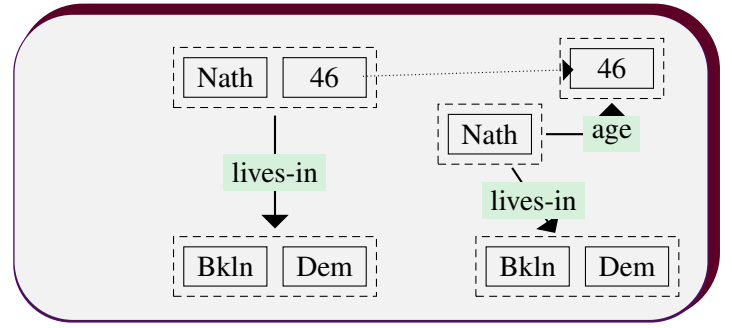 Nath 46
lives-in
Bkln Dem
46
Nath
age
lives-in
Bkln Dem